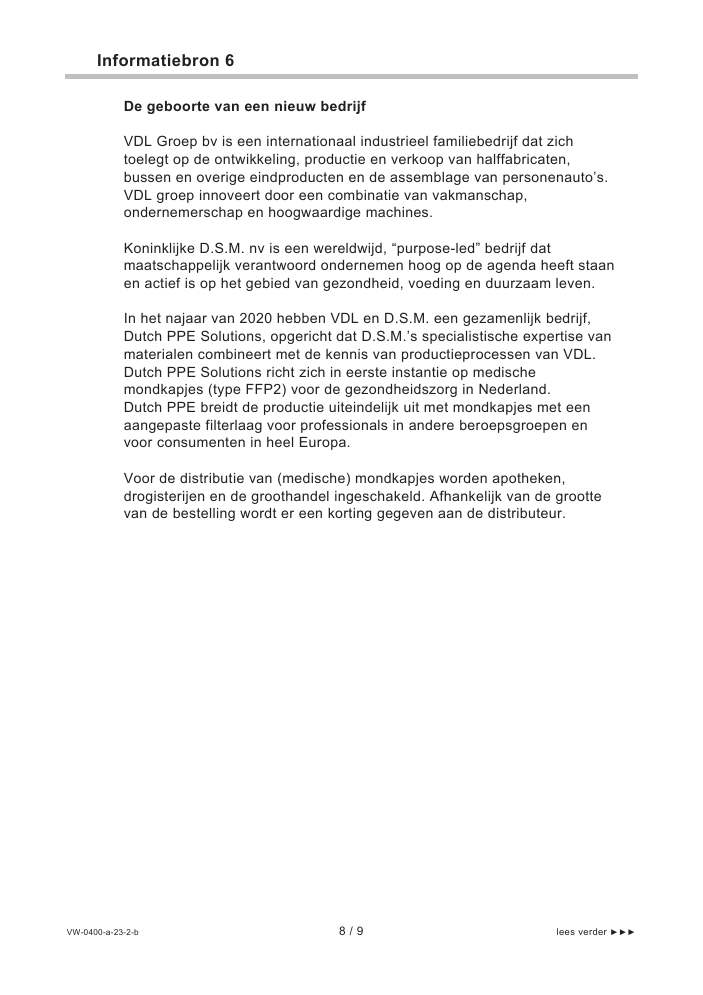 Informatiebron 6
De geboorte van een nieuw bedrijf
VDL Groep bv is een internationaal industrieel familiebedrijf dat zich
toelegt op de ontwikkeling, productie en verkoop van halffabricaten,
bussen en overige eindproducten en de assemblage van personenauto’s.
VDL groep innoveert door een combinatie van vakmanschap,
ondernemerschap en hoogwaardige machines.
Koninklijke D.S.M. nv is een wereldwijd, “purpose-led” bedrijf dat
maatschappelijk verantwoord ondernemen hoog op de agenda heeft staan
en actief is op het gebied van gezondheid, voeding en duurzaam leven.
In het najaar van 2020 hebben VDL en D.S.M. een gezamenlijk bedrijf,
Dutch PPE Solutions, opgericht dat D.S.M.’s specialistische expertise van
materialen combineert met de kennis van productieprocessen van VDL.
Dutch PPE Solutions richt zich in eerste instantie op medische
mondkapjes (type FFP2) voor de gezondheidszorg in Nederland.
Dutch PPE breidt de productie uiteindelijk uit met mondkapjes met een
aangepaste filterlaag voor professionals in andere beroepsgroepen en
voor consumenten in heel Europa.
Voor de distributie van (medische) mondkapjes worden apotheken,
drogisterijen en de groothandel ingeschakeld. Afhankelijk van de grootte
van de bestelling wordt er een korting gegeven aan de distributeur.
VW-0400-a-23-2-b
8 / 9
lees verder ►►►